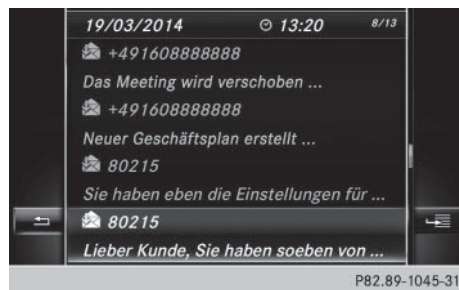 19/03/2014 13:20 8/13
+491608888888
Das Meeting wird verschoben ...
+491608888888
Neuer Geschäftsplan erstellt ...
80215
Sie haben eben die Einstellungen für ...
80215
Lieber Kunde, Sie haben soeben von ...
P82.89-1045-31